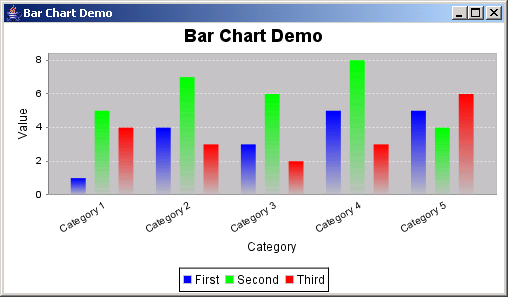 Bar Chart Demo
Bar Chart Demo
8
6
4
2
0
Value
Category 1
Category 2
Category 3
Category 4
Category 5
Category
First Second Third